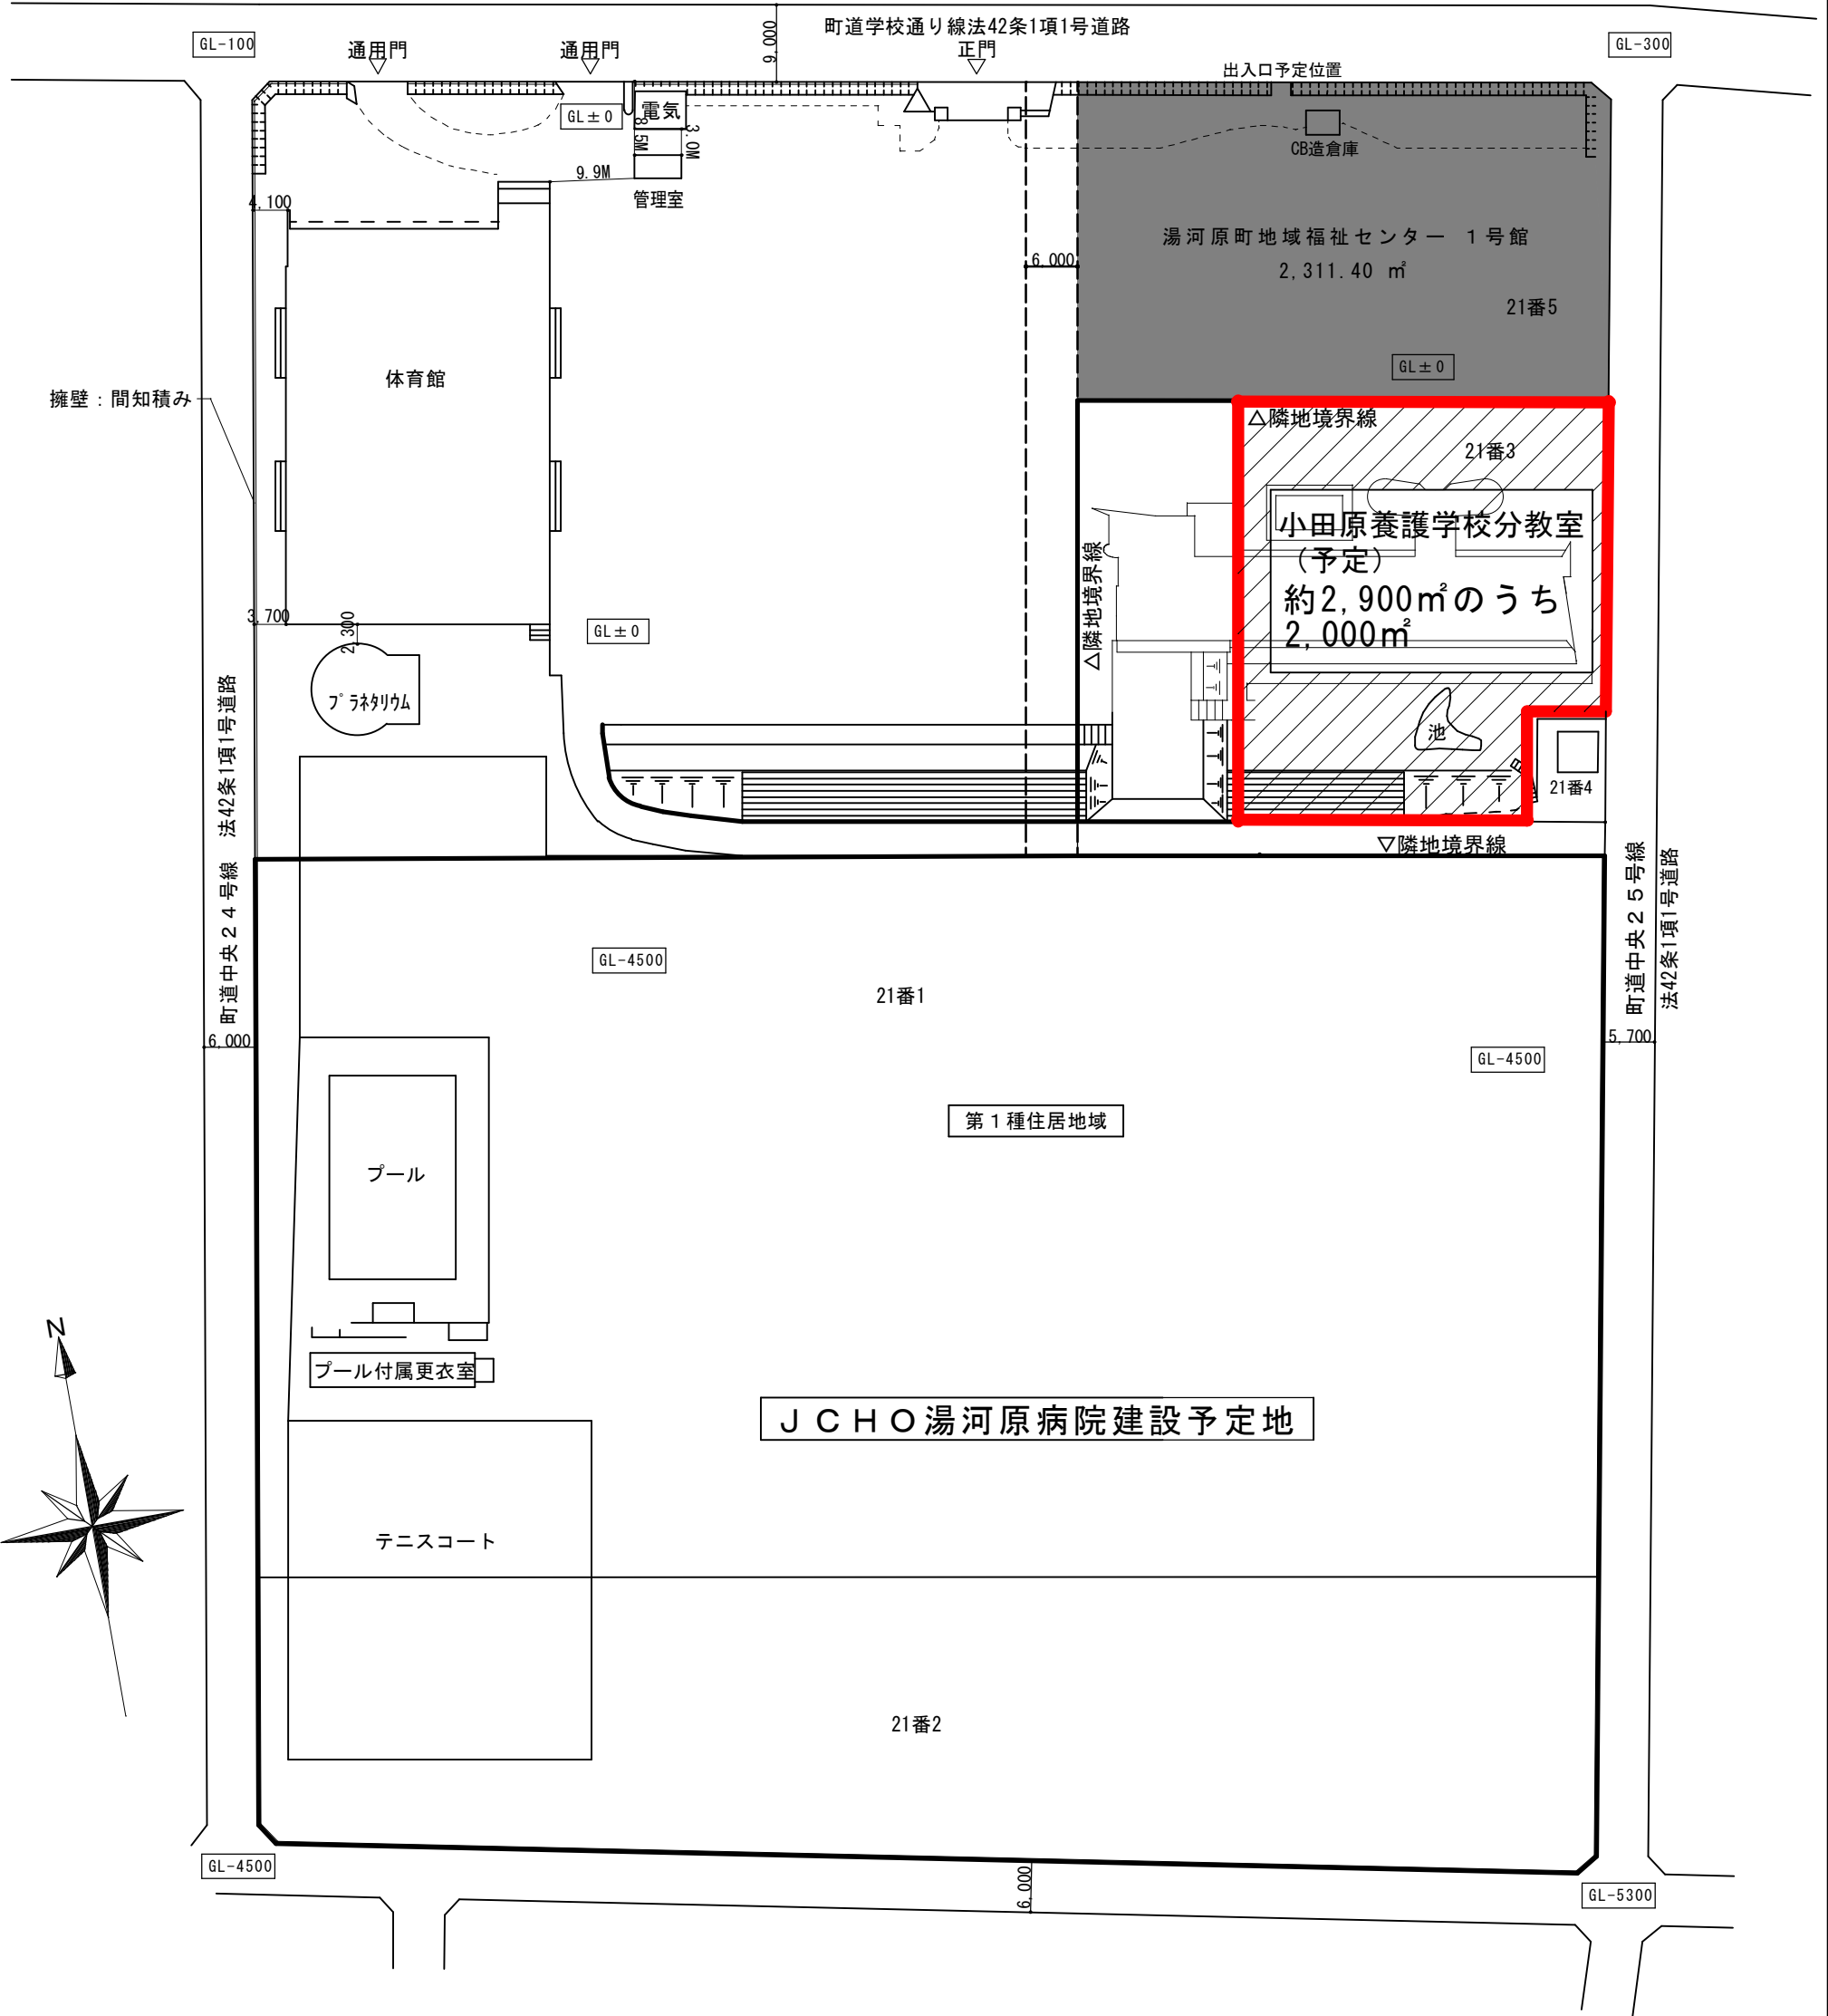 町道学校通り線法42条1項1号道路
GL-100
通用門
通用門
9,000
正門
GL-300
出入口予定位置
GL±0
電気
8.5M
3.0M
CB造倉庫
9.9M
管理室
4,100
湯河原町地域福祉センター 1号館
6,000
2,311.40 ㎡
21番5
GL±0
体育館
擁壁：間知積み
△隣地境界線
21番3
小田原養護学校分教室
(予定)
△隣地境界線
約2,900㎡のうち
2,000㎡
3,700
2,300
GL±0
プラネタリウム
池
21番4
▽隣地境界線
町道中央２４号線 法42条1項1号道路
町道中央２５号線
法42条1項1号道路
GL-4500
21番1
6,000
5,700
GL-4500
第１種住居地域
プール
N
プール付属更衣室
ＪＣＨＯ湯河原病院建設予定地
テニスコート
21番2
GL-4500
6,000
GL-5300